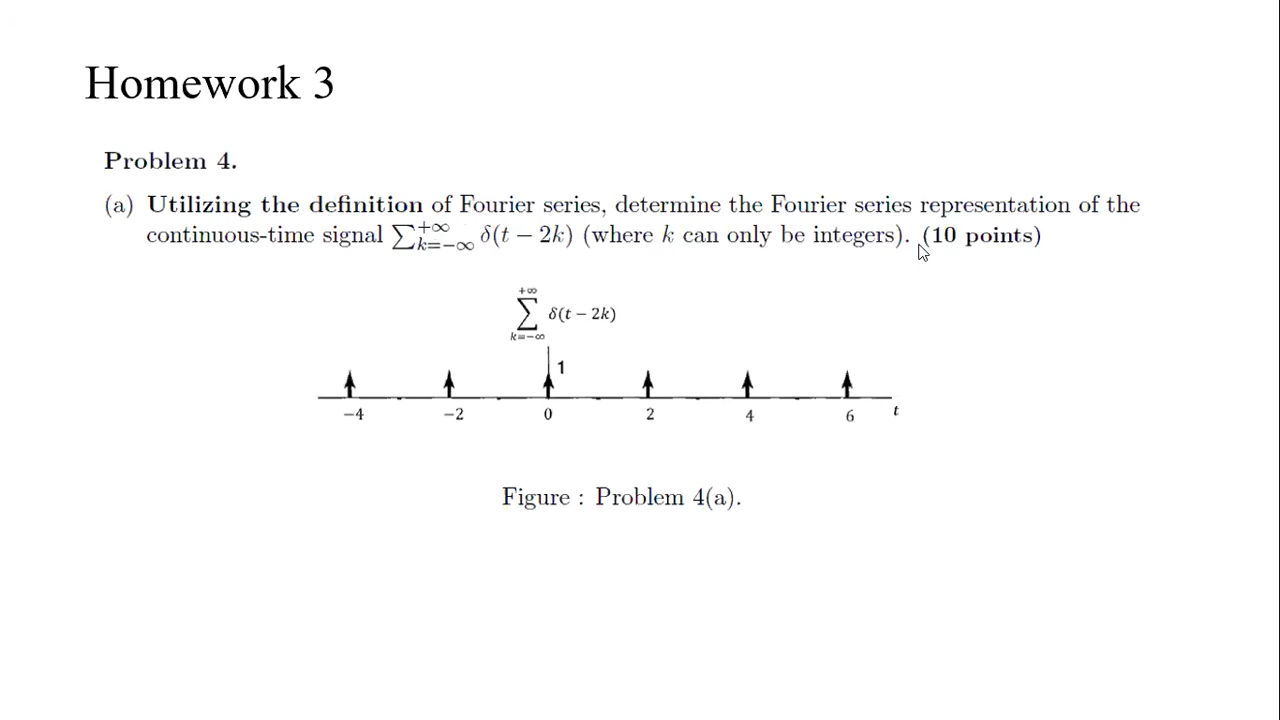 Homework 3
Problem 4.
(a) Utilizing the definition of Fourier series, determine the Fourier series representation of the
continuous-time signal ∑_{k=−∞}^{+∞} δ(t − 2k) (where k can only be integers). (10 points)
+∞
∑ δ(t − 2k)
k=−∞
1
−4 −2 0 2 4 6 t
Figure : Problem 4(a).